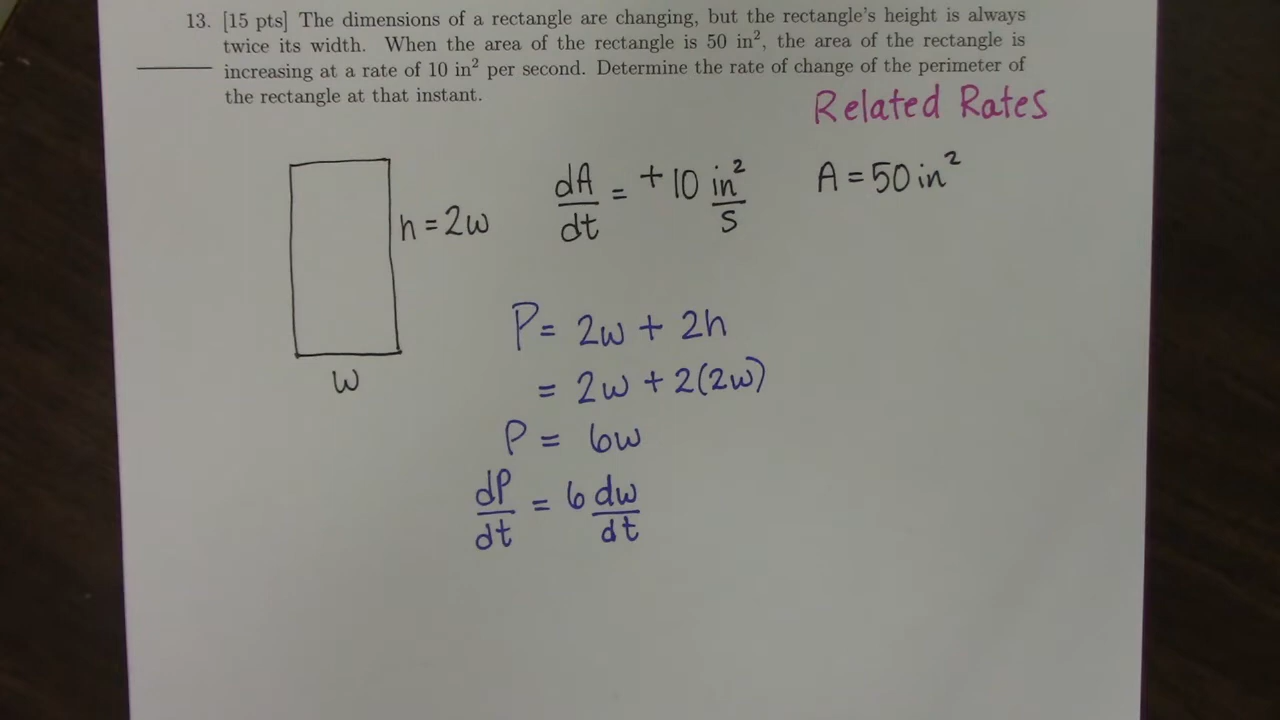 13. [15 pts] The dimensions of a rectangle are changing, but the rectangle's height is always
twice its width. When the area of the rectangle is 50 in², the area of the rectangle is
increasing at a rate of 10 in² per second. Determine the rate of change of the perimeter of
the rectangle at that instant.
Related Rates
h = 2w
w
dA/dt = +10 in²/s
A = 50 in²
P = 2w + 2h
= 2w + 2(2w)
P = 6w
dP/dt = 6 dw/dt